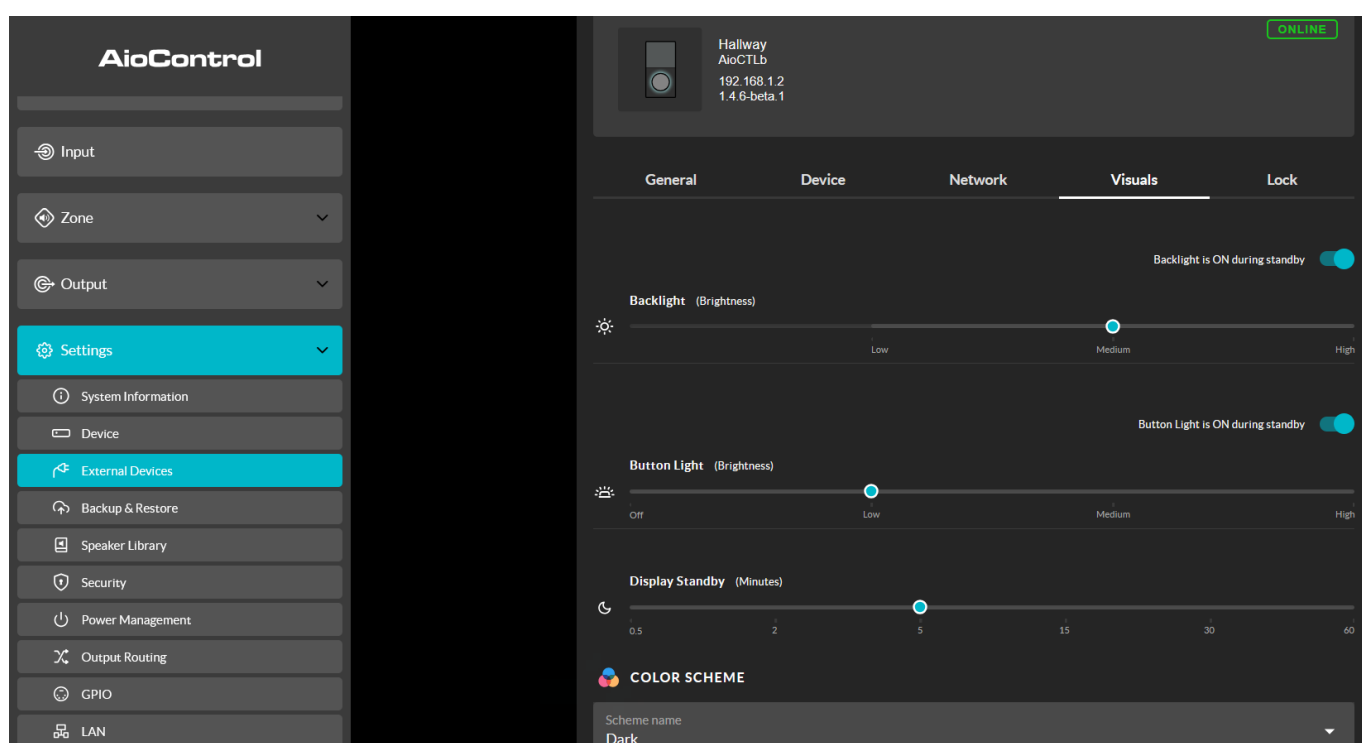 AioControl
Input
Zone
Output
Settings
System Information
Device
External Devices
Backup & Restore
Speaker Library
Security
Power Management
Output Routing
GPIO
LAN
Hallway
AioCTLb
192.168.1.2
1.4.6-beta.1
ONLINE
General Device Network Visuals Lock
Backlight is ON during standby
Backlight (Brightness)
Low Medium High
Button Light is ON during standby
Button Light (Brightness)
Off Low Medium High
Display Standby (Minutes)
0.5 2 5 15 30 60
COLOR SCHEME
Scheme name
Dark